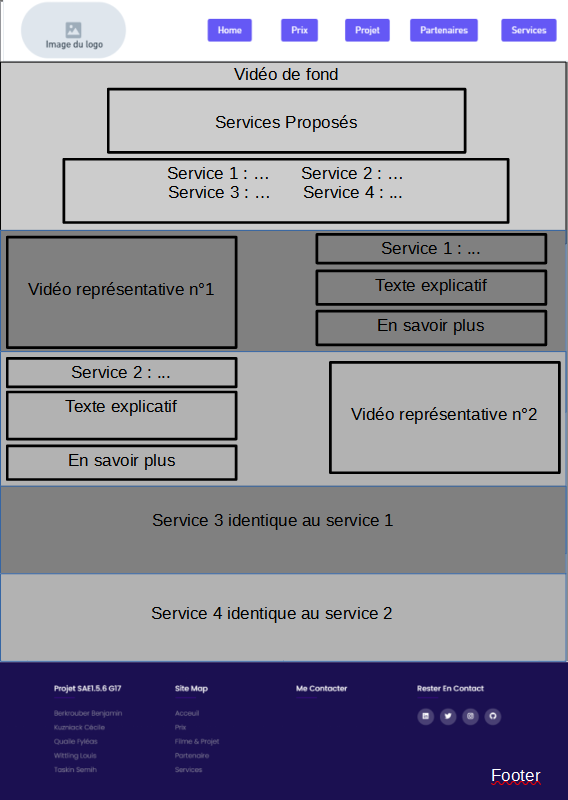 Image du logo
Home
Prix
Projet
Partenaires
Services
Vidéo de fond
Services Proposés
Service 1 : ... Service 2 : ...
Service 3 : ... Service 4 : ...
Vidéo représentative n°1
Service 1 : ...
Texte explicatif
En savoir plus
Service 2 : ...
Texte explicatif
En savoir plus
Vidéo représentative n°2
Service 3 identique au service 1
Service 4 identique au service 2
Projet SAE1.5.6 G17
Berkrouber Benjamin
Kuzniack Cécile
Qualie Fyléas
Wittling Louis
Taskin Semih
Site Map
Acceuil
Prix
Filme & Projet
Partenaire
Services
Me Contacter
Rester En Contact
Footer